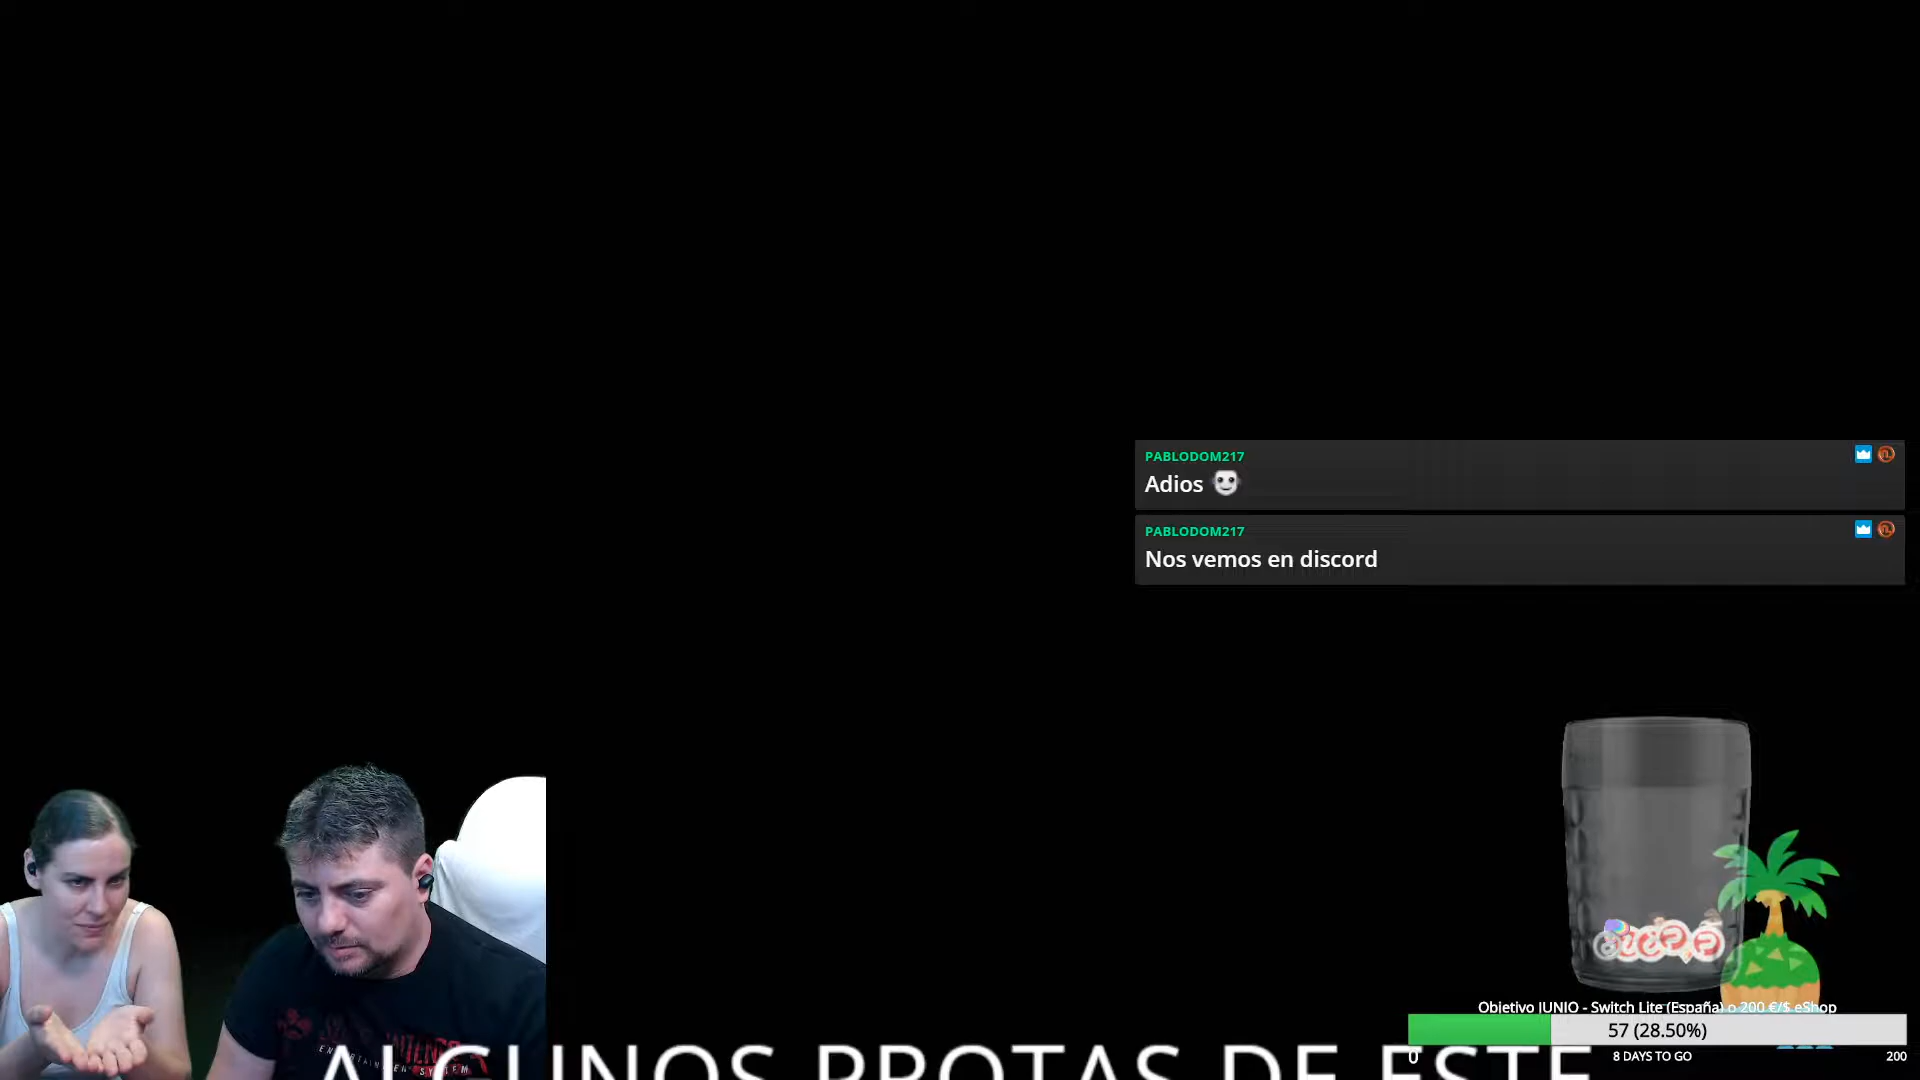 PABLODOM217
Adios
PABLODOM217
Nos vemos en discord
Objetivo JUNIO - Switch Lite (España) o 200 €/$ eShop
57 (28.50%)
0
8 DAYS TO GO
200
ALGUNOS PROTAS DE ESTE